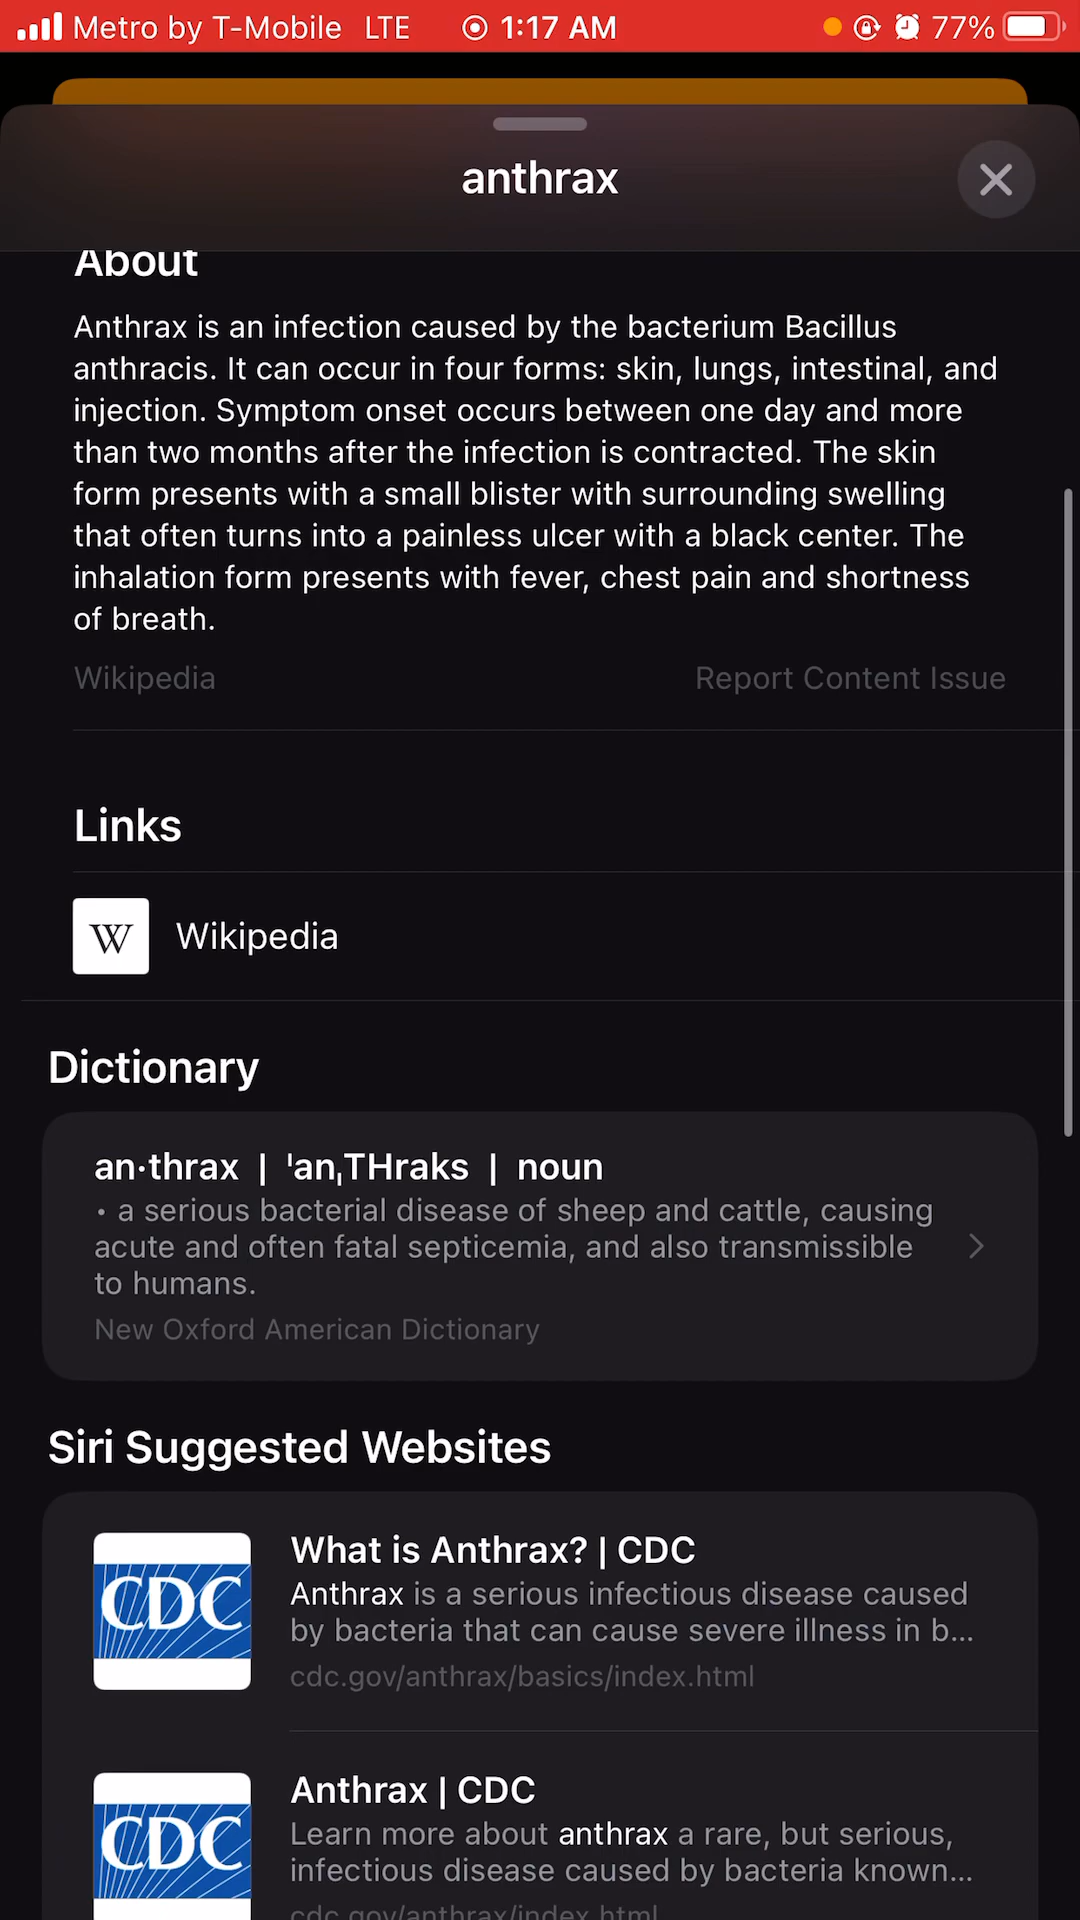 Metro by T-Mobile LTE 1:17 AM 77%
anthrax
About
Anthrax is an infection caused by the bacterium Bacillus
anthracis. It can occur in four forms: skin, lungs, intestinal, and
injection. Symptom onset occurs between one day and more
than two months after the infection is contracted. The skin
form presents with a small blister with surrounding swelling
that often turns into a painless ulcer with a black center. The
inhalation form presents with fever, chest pain and shortness
of breath.
Wikipedia Report Content Issue
Links
W Wikipedia
Dictionary
an·thrax | ˈanˌTHraks | noun
• a serious bacterial disease of sheep and cattle, causing
acute and often fatal septicemia, and also transmissible
to humans.
New Oxford American Dictionary
Siri Suggested Websites
CDC
What is Anthrax? | CDC
Anthrax is a serious infectious disease caused
by bacteria that can cause severe illness in b...
cdc.gov/anthrax/basics/index.html
CDC
Anthrax | CDC
Learn more about anthrax a rare, but serious,
infectious disease caused by bacteria known...
cdc.gov/anthrax/index.html